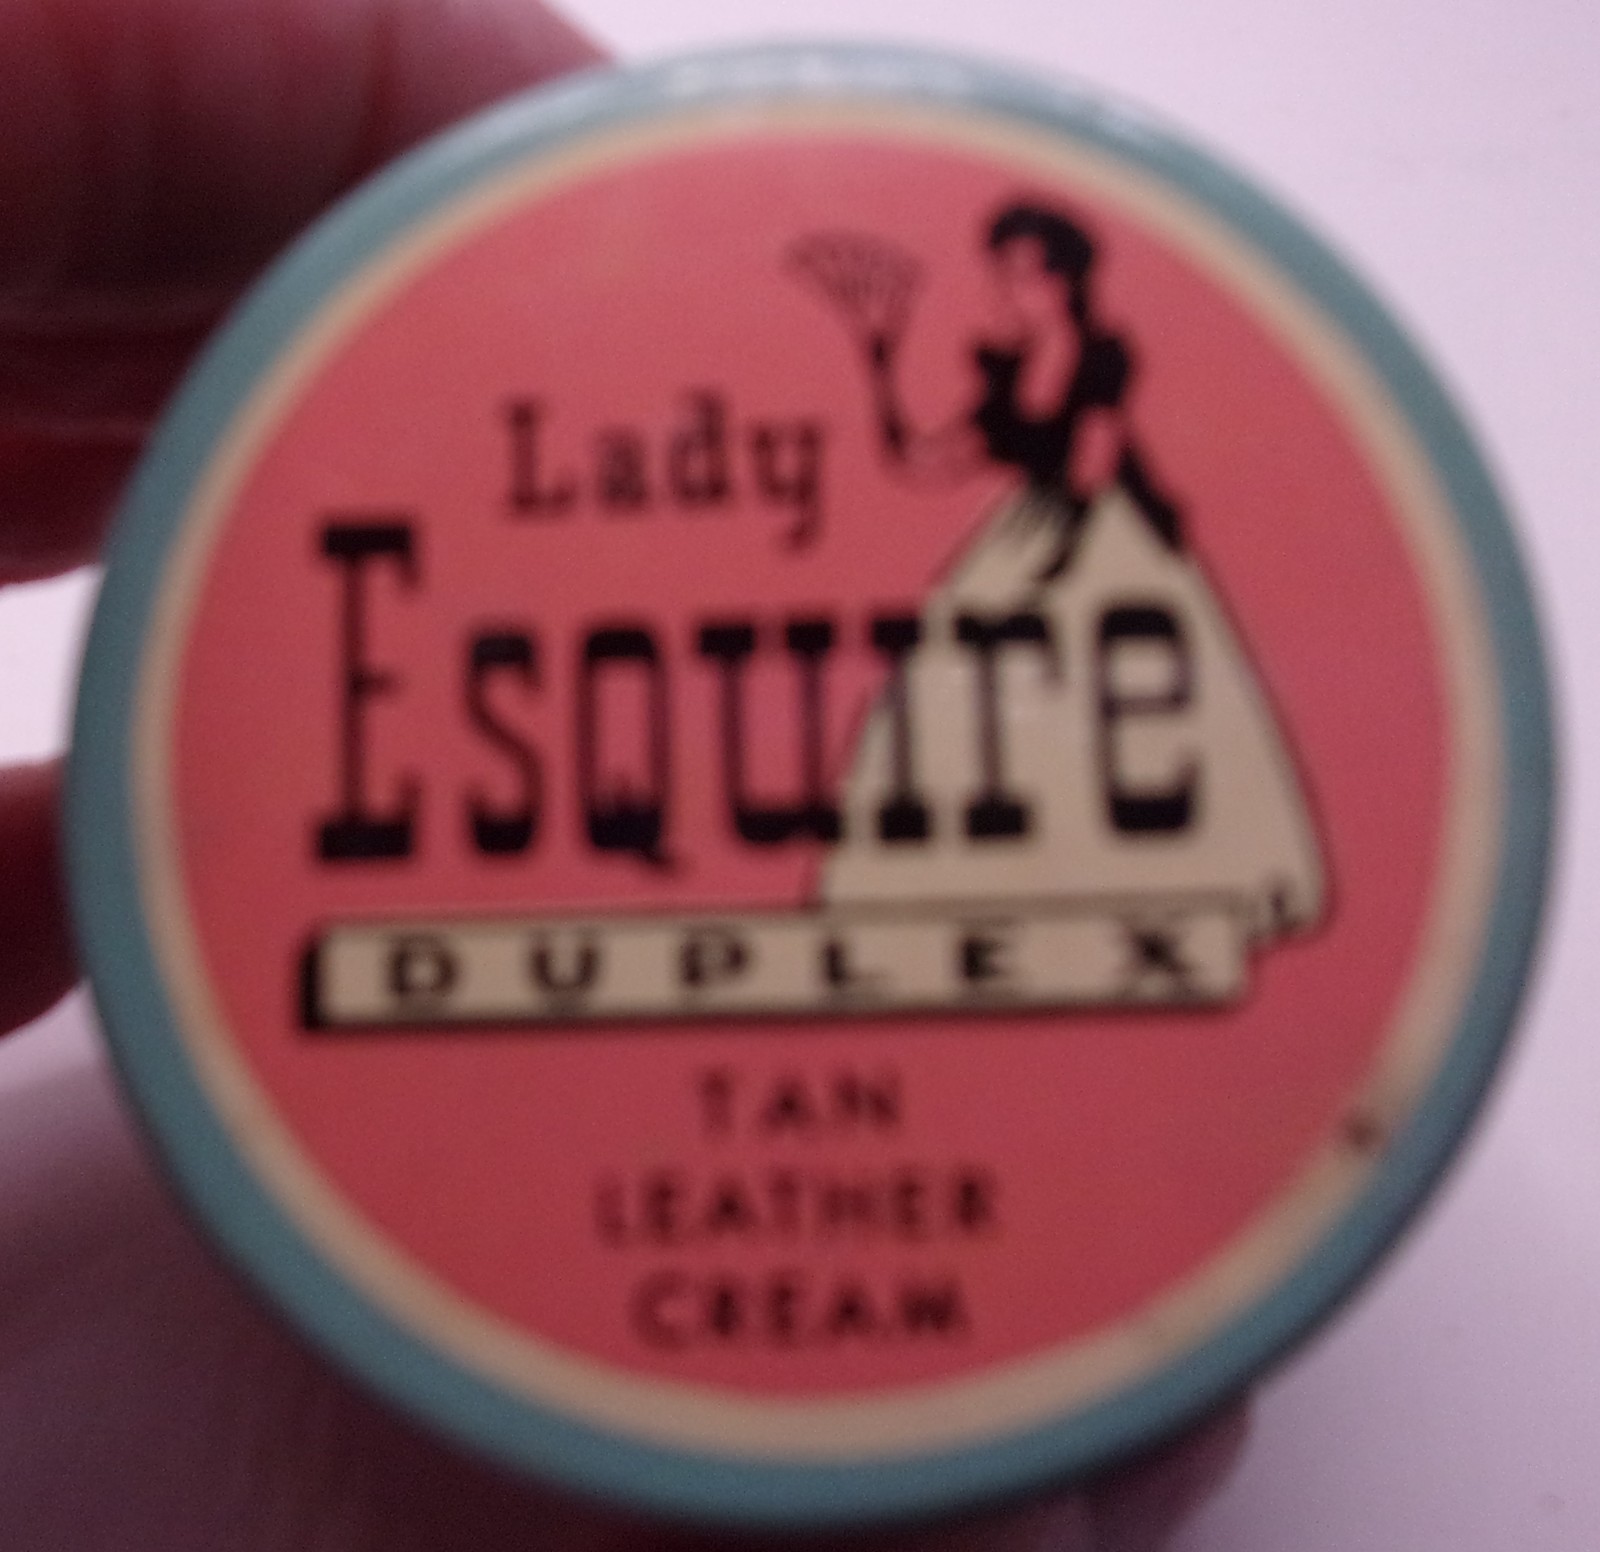 Lady
Esquire
DUPLEX
TAN
LEATHER
CREAM